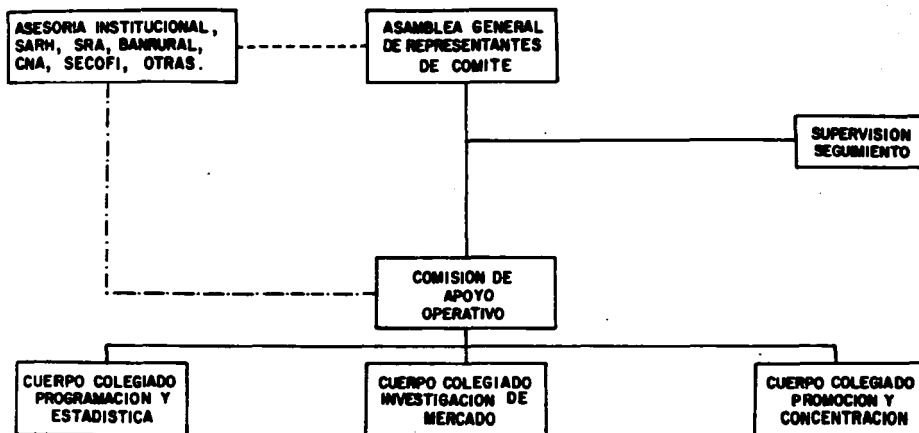 ASESORIA INSTITUCIONAL,
SARH, SRA, BANRURAL,
CNA, SECOFI, OTRAS.
ASAMBLEA GENERAL
DE REPRESENTANTES
DE COMITE
SUPERVISION
SEGUIMIENTO
COMISION DE
APOYO
OPERATIVO
CUERPO COLEGIADO
PROGRAMACION Y
ESTADISTICA
CUERPO COLEGIADO
INVESTIGACION DE
MERCADO
CUERPO COLEGIADO
PROMOCION Y
CONCENTRACION